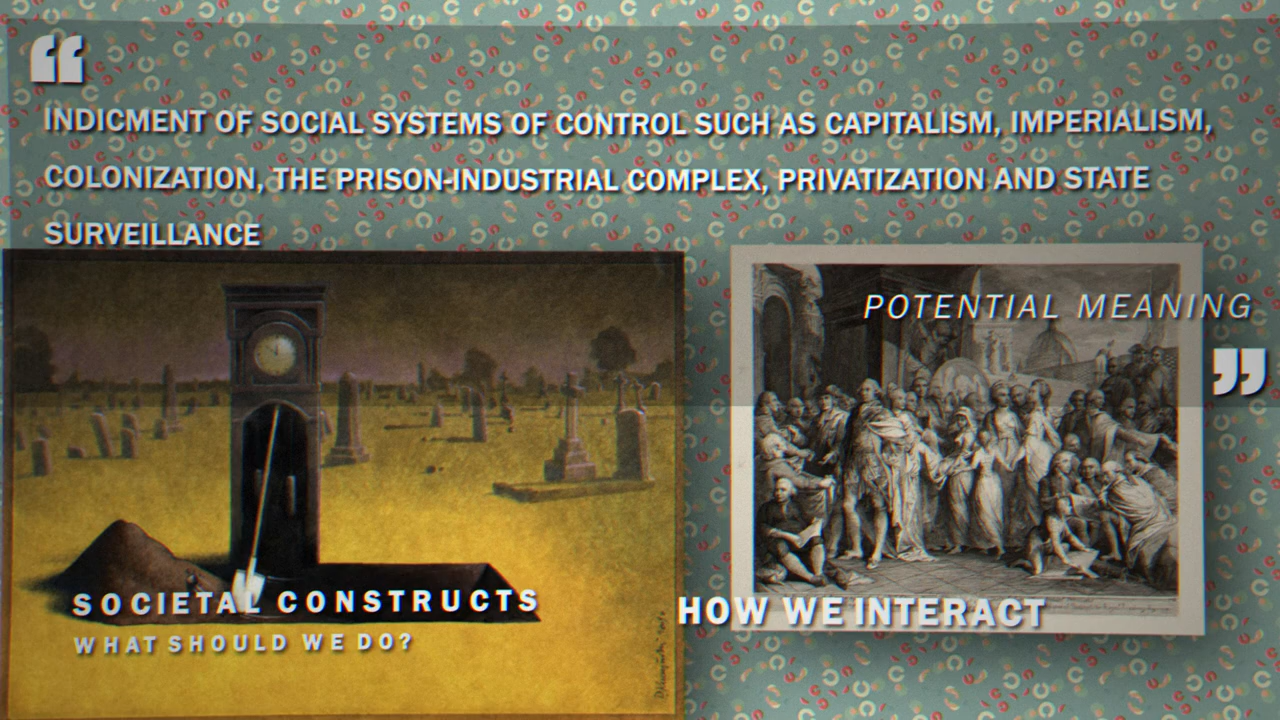 “
INDICMENT OF SOCIAL SYSTEMS OF CONTROL SUCH AS CAPITALISM, IMPERIALISM,
COLONIZATION, THE PRISON-INDUSTRIAL COMPLEX, PRIVATIZATION AND STATE
SURVEILLANCE
POTENTIAL MEANING
”
SOCIETAL CONSTRUCTS
WHAT SHOULD WE DO?
HOW WE INTERACT